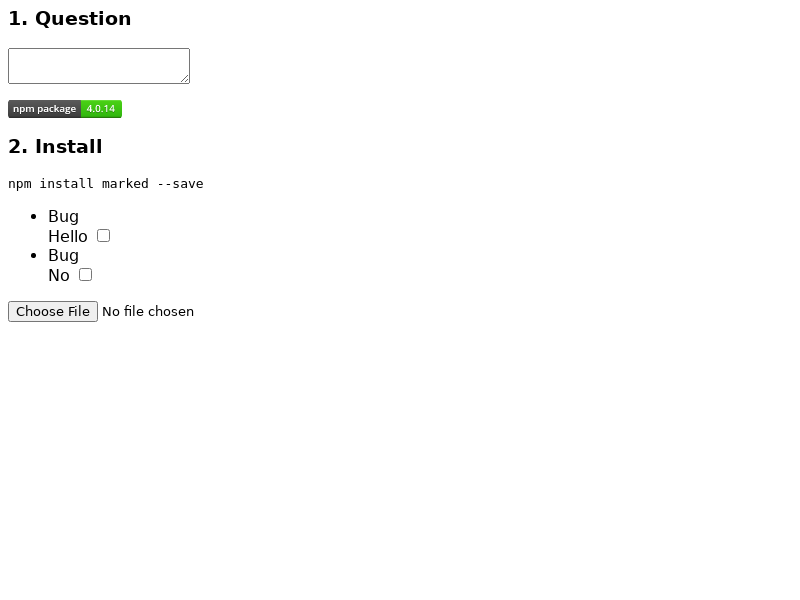 1. Question
npm package 4.0.14
2. Install
npm install marked --save
Bug
Hello
Bug
No
Choose File No file chosen